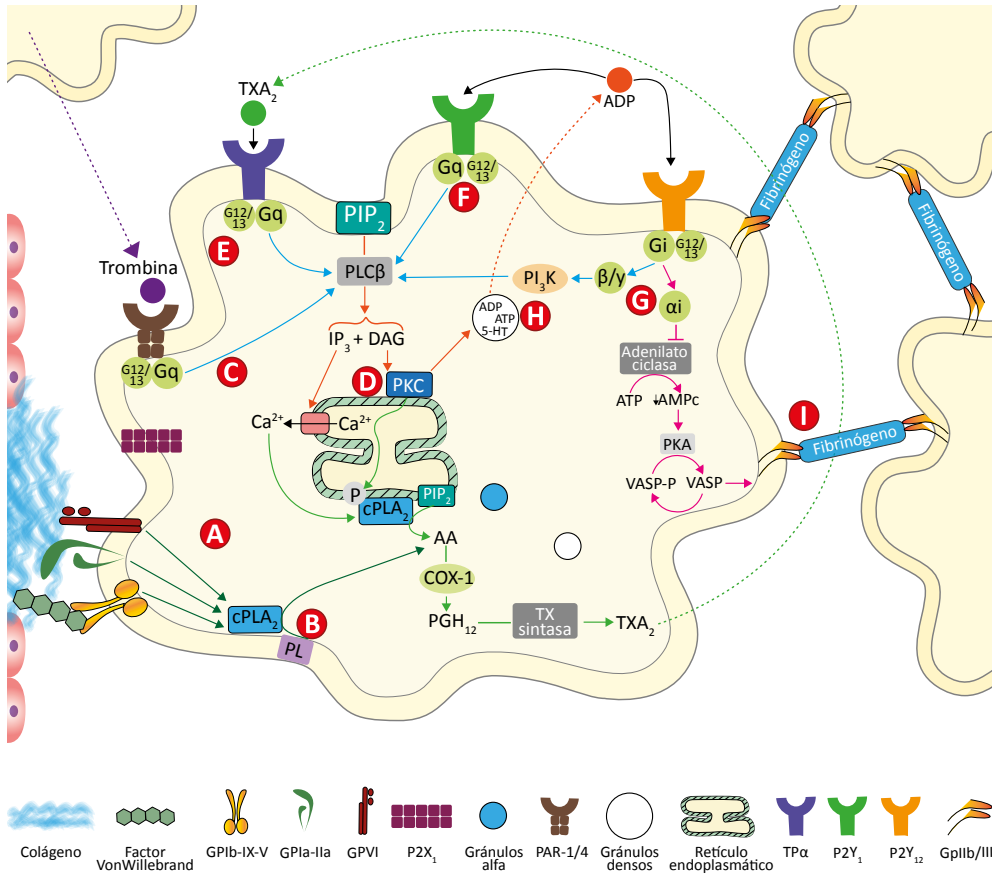 TXA2
ADP
Gq
G12/
13
F
Fibrinógeno
G12/
13
Gq
E
PIP2
Gi
G12/
13
Fibrinógeno
Trombina
PLCβ
PI3K
β/γ
G
αi
ADP
ATP
5-HT
H
G12/
13
Gq
C
IP3 + DAG
D
PKC
Adenilato
ciclasa
ATP
AMPc
Ca2+
Ca2+
I
Fibrinógeno
PKA
VASP-P
VASP
P
cPLA2
PIP2
A
AA
COX-1
cPLA2
B
PL
PGH12
TX
sintasa
TXA2
Colágeno
Factor
VonWillebrand
GPIb-IX-V
GPIa-IIa
GPVI
P2X1
Gránulos
alfa
PAR-1/4
Gránulos
densos
Retículo
endoplasmático
TPα
P2Y1
P2Y12
GpIIb/III